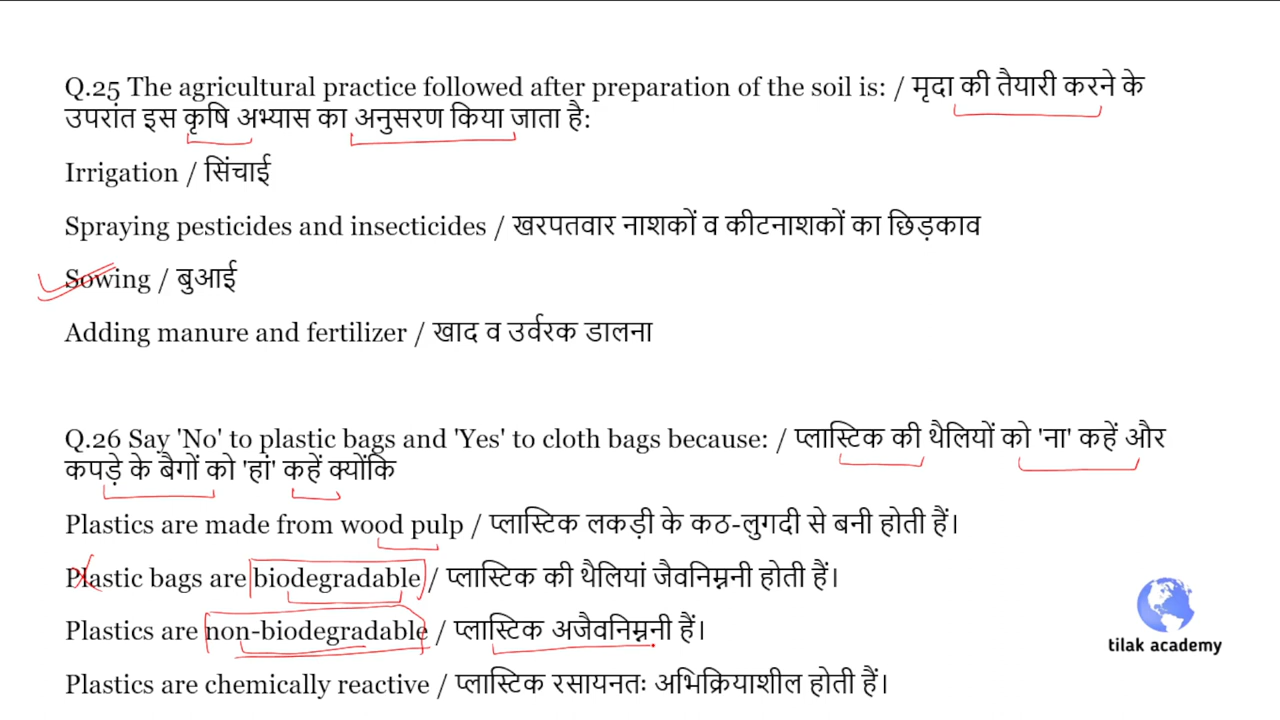 Q.25 The agricultural practice followed after preparation of the soil is: / मृदा की तैयारी करने के
उपरांत इस कृषि अभ्यास का अनुसरण किया जाता है:
Irrigation / सिंचाई
Spraying pesticides and insecticides / खरपतवार नाशकों व कीटनाशकों का छिड़काव
Sowing / बुआई
Adding manure and fertilizer / खाद व उर्वरक डालना
Q.26 Say 'No' to plastic bags and 'Yes' to cloth bags because: / प्लास्टिक की थैलियों को 'ना' कहें और
कपड़े के बैगों को 'हां' कहें क्योंकि
Plastics are made from wood pulp / प्लास्टिक लकड़ी के कठ-लुगदी से बनी होती हैं।
Plastic bags are biodegradable / प्लास्टिक की थैलियां जैवनिम्ननी होती हैं।
Plastics are non-biodegradable / प्लास्टिक अजैवनिम्ननी हैं।
Plastics are chemically reactive / प्लास्टिक रसायनतः अभिक्रियाशील होती हैं।
tilak academy